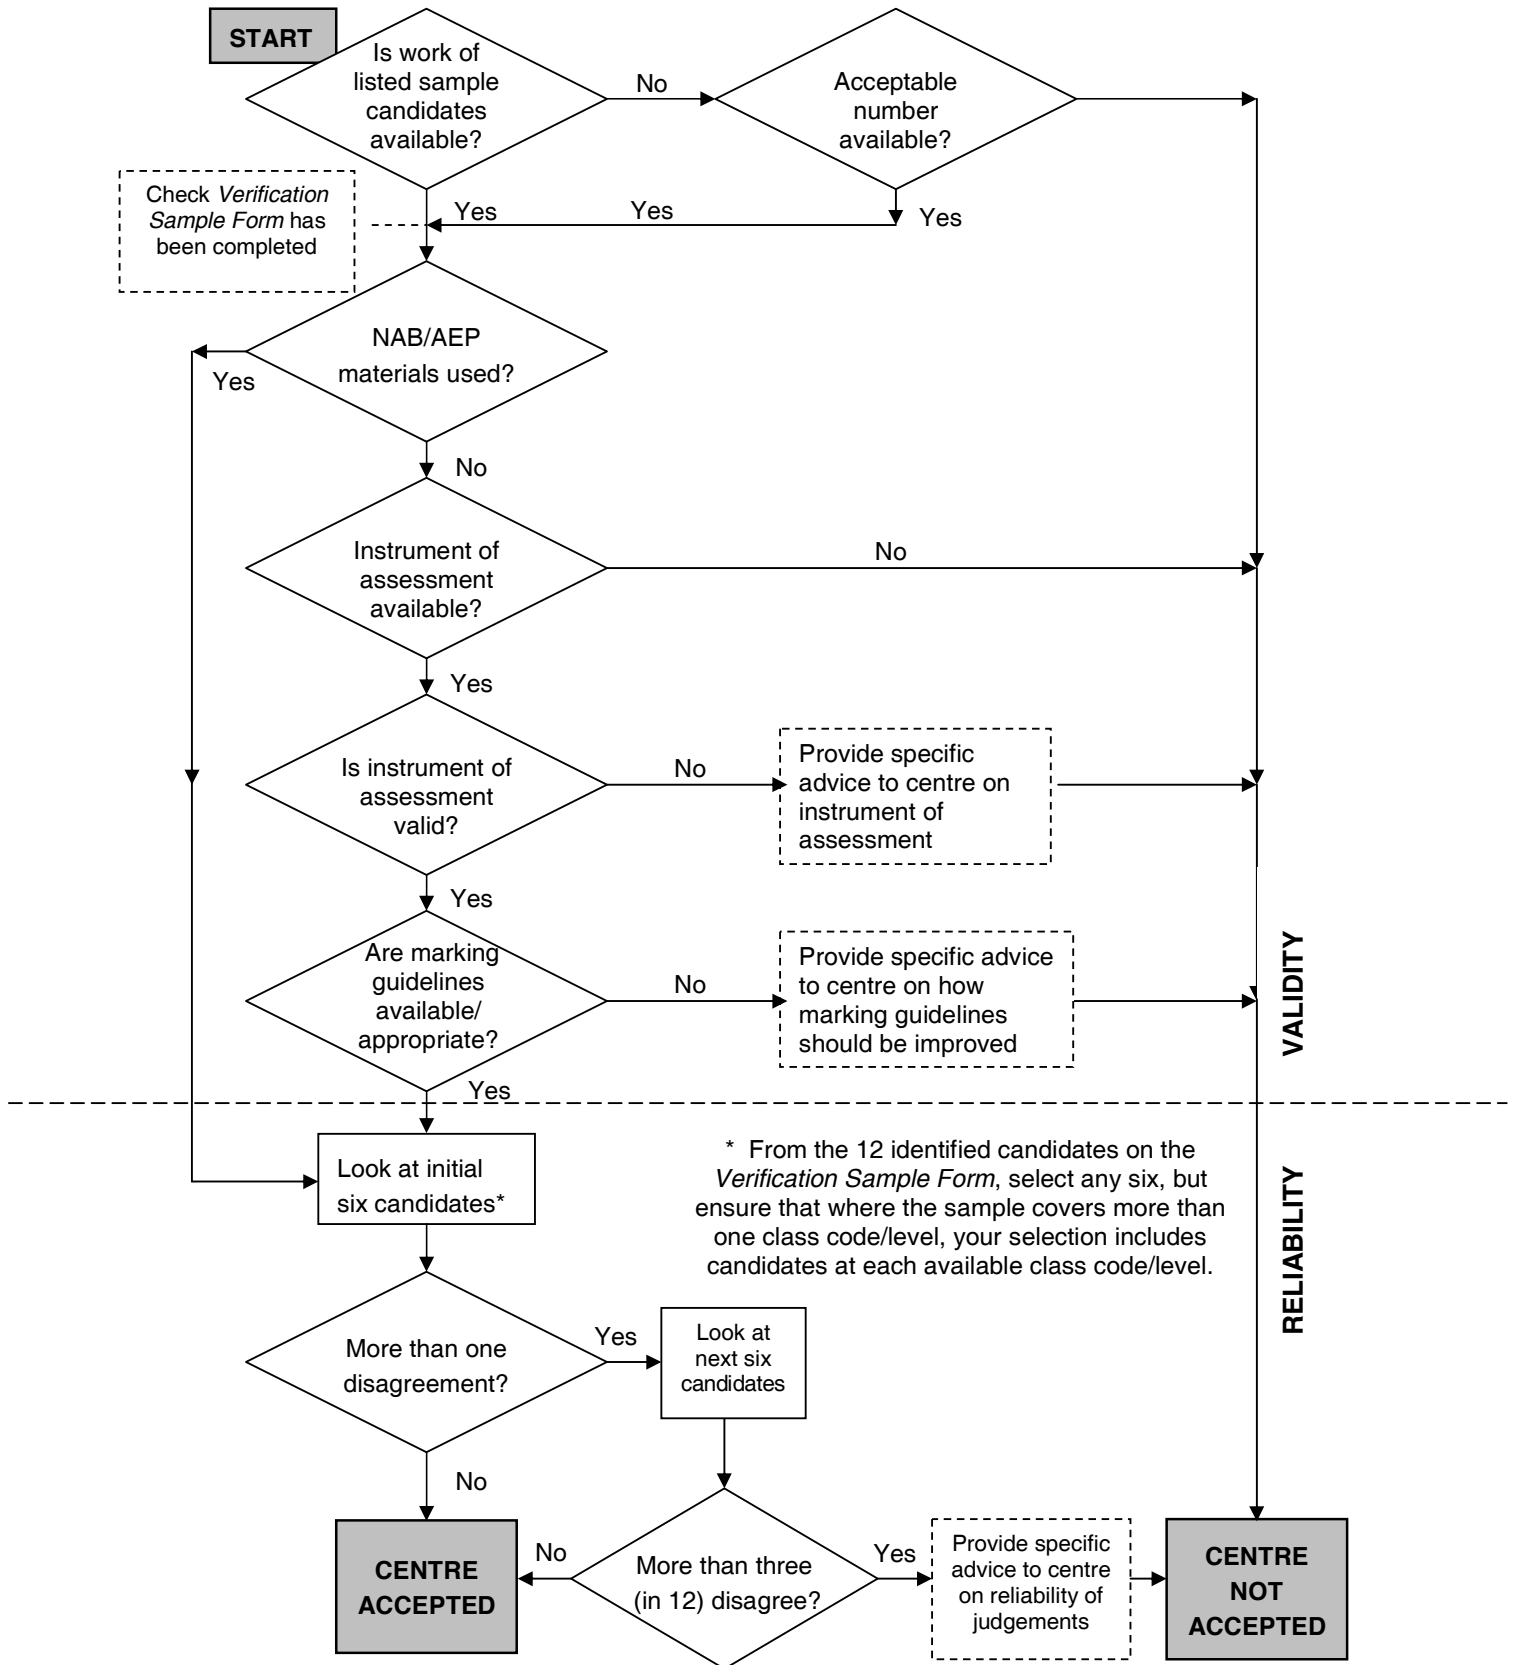 START
Is work of
listed sample
candidates
available?
No
Acceptable
number
available?
Check Verification
Sample Form has
been completed
Yes
Yes
Yes
NAB/AEP
materials used?
Yes
No
Instrument of
assessment
available?
No
Yes
Is instrument of
assessment
valid?
No
Provide specific
advice to centre on
instrument of
assessment
Yes
Are marking
guidelines
available/
appropriate?
No
Provide specific advice
to centre on how
marking guidelines
should be improved
VALIDITY
Yes
Look at initial
six candidates*
* From the 12 identified candidates on the
Verification Sample Form, select any six, but
ensure that where the sample covers more than
one class code/level, your selection includes
candidates at each available class code/level.
RELIABILITY
More than one
disagreement?
Yes
Look at
next six
candidates
No
CENTRE
ACCEPTED
No
More than three
(in 12) disagree?
Yes
Provide specific
advice to centre
on reliability of
judgements
CENTRE
NOT
ACCEPTED